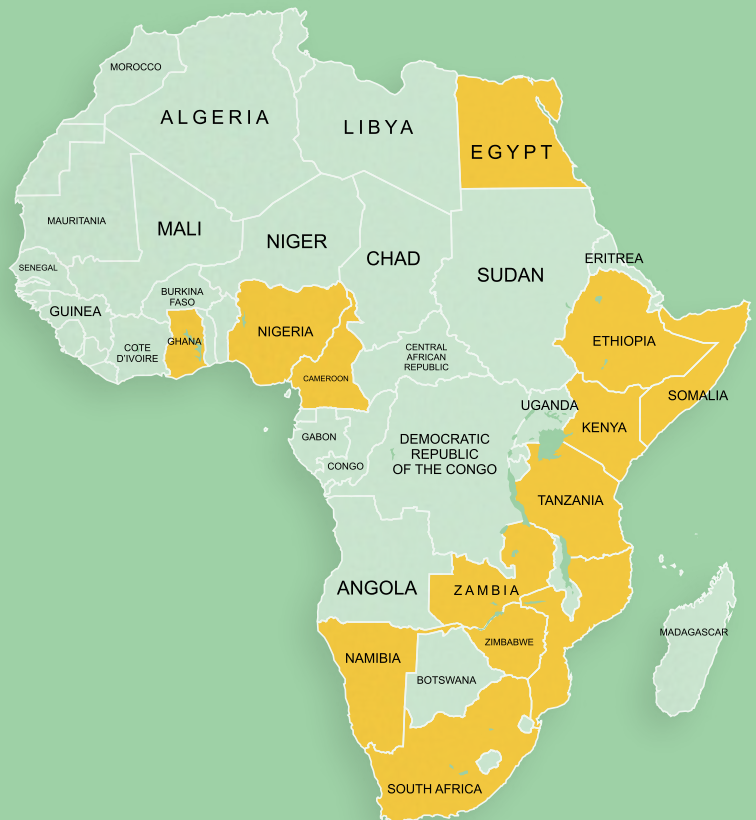 MOROCCO
ALGERIA
LIBYA
EGYPT
MAURITANIA
MALI
NIGER
CHAD
SUDAN
ERITREA
SENEGAL
GUINEA
BURKINA
FASO
COTE
D'IVOIRE
GHANA
NIGERIA
CAMEROON
CENTRAL
AFRICAN
REPUBLIC
ETHIOPIA
SOMALIA
UGANDA
KENYA
GABON
CONGO
DEMOCRATIC
REPUBLIC
OF THE CONGO
TANZANIA
ANGOLA
ZAMBIA
ZIMBABWE
NAMIBIA
BOTSWANA
MADAGASCAR
SOUTH AFRICA